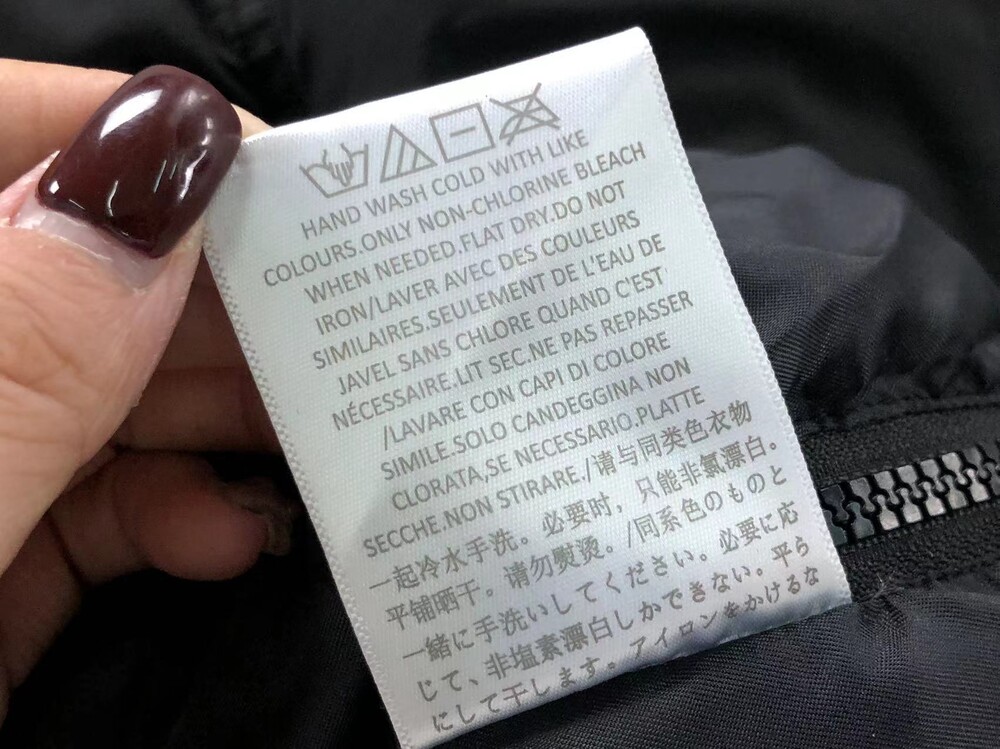 HAND WASH COLD WITH LIKE
COLOURS.ONLY NON-CHLORINE BLEACH
WHEN NEEDED.FLAT DRY.DO NOT
IRON/LAVER AVEC DES COULEURS
SIMILAIRES.SEULEMENT DE L'EAU DE
JAVEL SANS CHLORE QUAND C'EST
NÉCESSAIRE.LIT SEC.NE PAS REPASSER
/LAVARE CON CAPI DI COLORE
SIMILE.SOLO CANDEGGINA NON
CLORATA,SE NECESSARIO.PLATTE
SECCHE.NON STIRARE./请与同类色衣物
一起冷水手洗。必要时，只能非氯漂白。
平铺晒干。请勿熨烫。/同系色のものと
一緒に手洗いしてください。必要に応
じて、非塩素漂白しかできない。平ら
にして干します。アイロンをかけるな